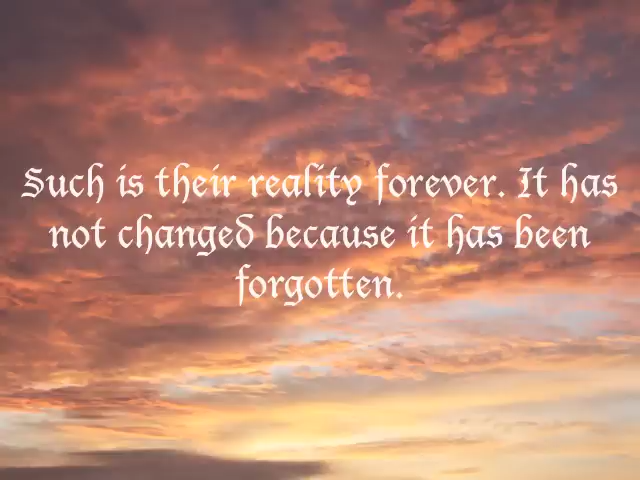 Such is their reality forever. It has
not changed because it has been
forgotten.